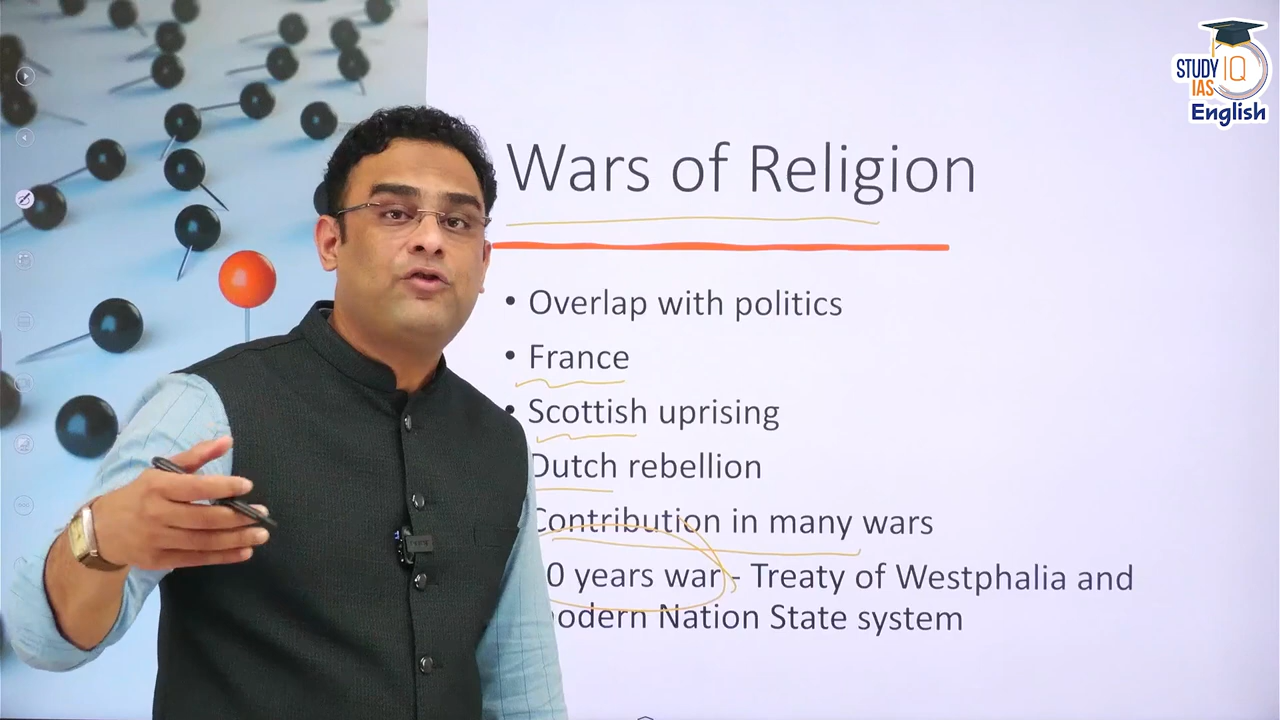 STUDY IQ
IAS
English
Wars of Religion
• Overlap with politics
• France
• Scottish uprising
Dutch rebellion
Contribution in many wars
0 years war - Treaty of Westphalia and
modern Nation State system